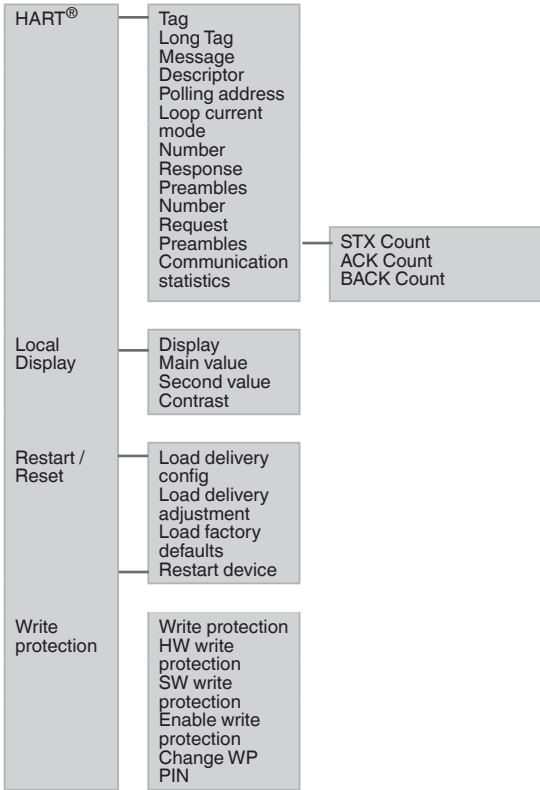 HART®
Tag
Long Tag
Message
Descriptor
Polling address
Loop current
mode
Number
Response
Preambles
Number
Request
Preambles
Communication
statistics
STX Count
ACK Count
BACK Count
Local
Display
Display
Main value
Second value
Contrast
Restart /
Reset
Load delivery
config
Load delivery
adjustment
Load factory
defaults
Restart device
Write
protection
Write protection
HW write
protection
SW write
protection
Enable write
protection
Change WP
PIN